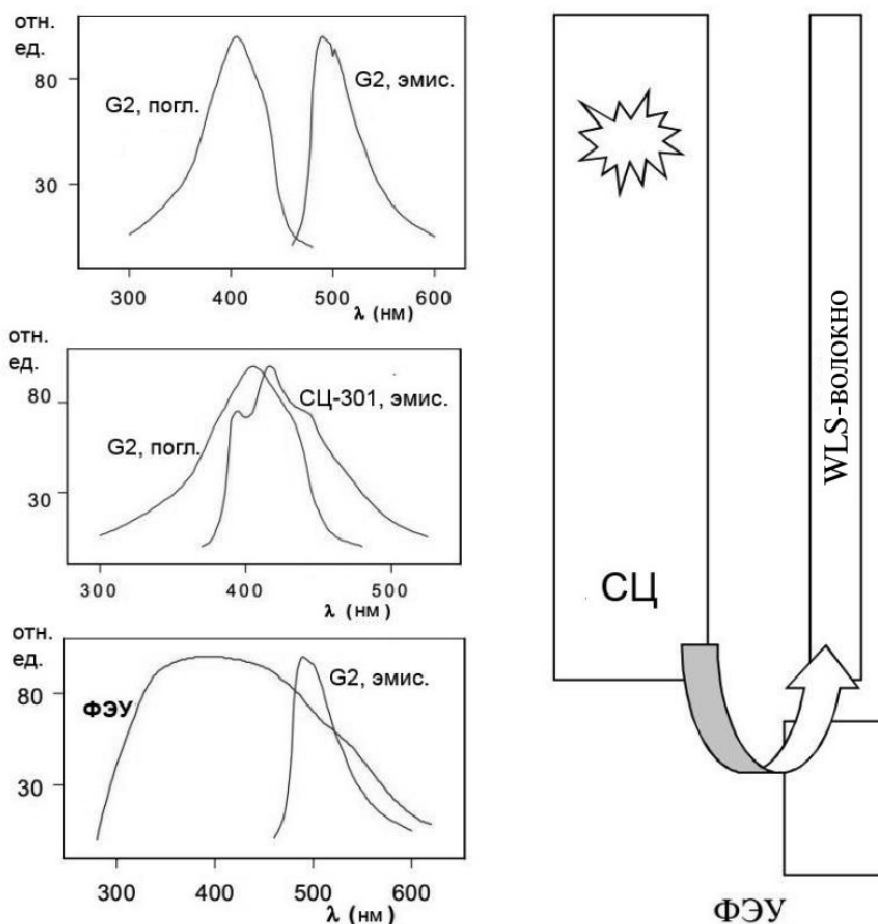 отн.
ед.
80
30
G2, погл.
G2, эмис.
300 400 500 600
λ (нм)
отн.
ед.
80
30
G2, погл.
СЦ-301, эмис.
300 400 500
λ (нм)
отн.
ед.
80
30
ФЭУ
G2, эмис.
300 400 500 600
λ (нм)
СЦ
WLS-волокно
ФЭУ